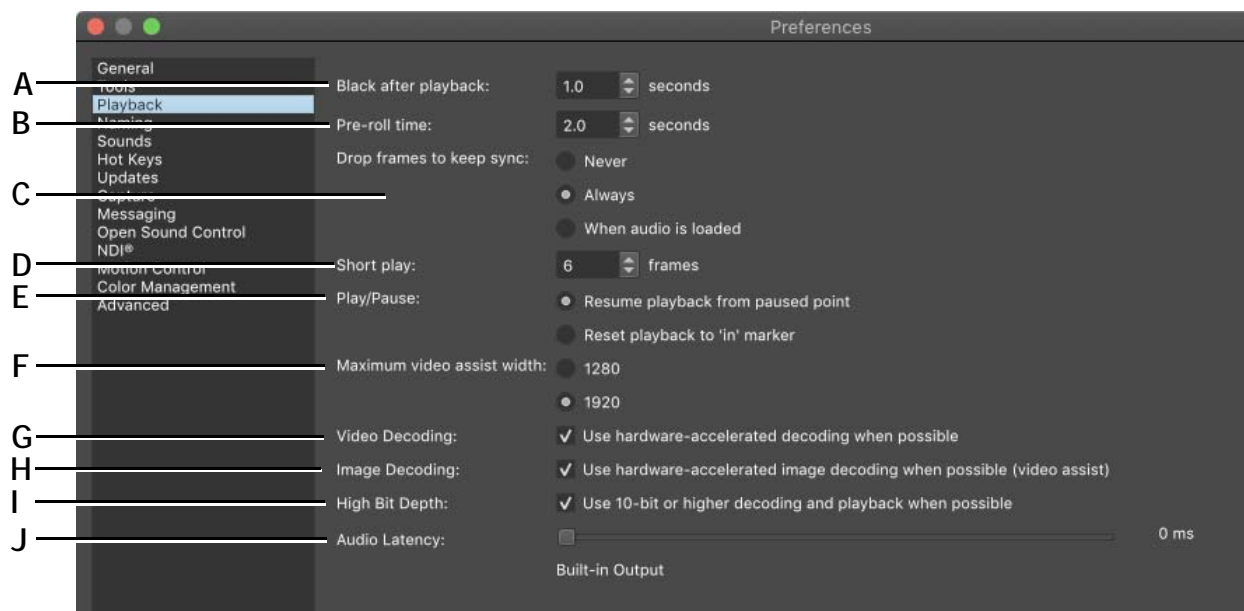 Preferences
General
Tools
Playback
Naming
Sounds
Hot Keys
Updates
Capture
Messaging
Open Sound Control
NDI®
Motion Control
Color Management
Advanced
A
B
C
D
E
F
G
H
I
J
Black after playback: 1.0 seconds
Pre-roll time: 2.0 seconds
Drop frames to keep sync: Never
Always
When audio is loaded
Short play: 6 frames
Play/Pause: Resume playback from paused point
Reset playback to 'in' marker
Maximum video assist width: 1280
1920
Video Decoding: Use hardware-accelerated decoding when possible
Image Decoding: Use hardware-accelerated image decoding when possible (video assist)
High Bit Depth: Use 10-bit or higher decoding and playback when possible
Audio Latency: 0 ms
Built-in Output